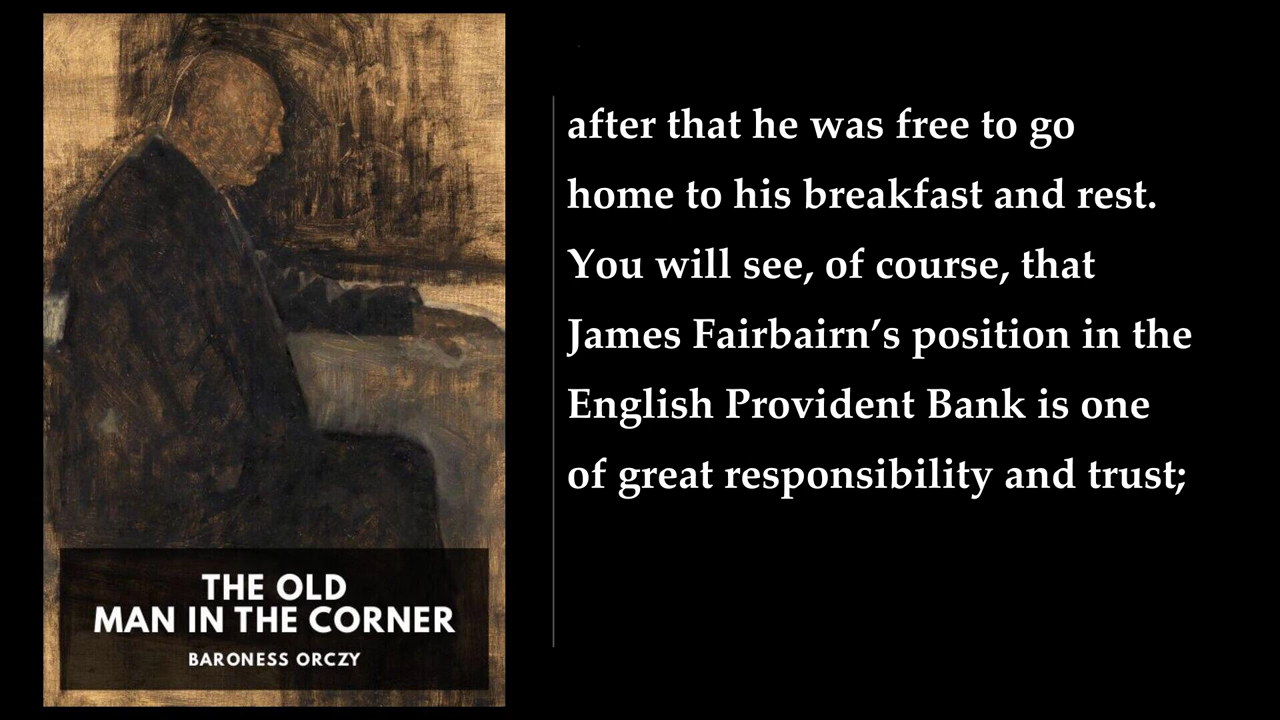 THE OLD
MAN IN THE CORNER
BARONESS ORCZY
after that he was free to go
home to his breakfast and rest.
You will see, of course, that
James Fairbairn’s position in the
English Provident Bank is one
of great responsibility and trust;